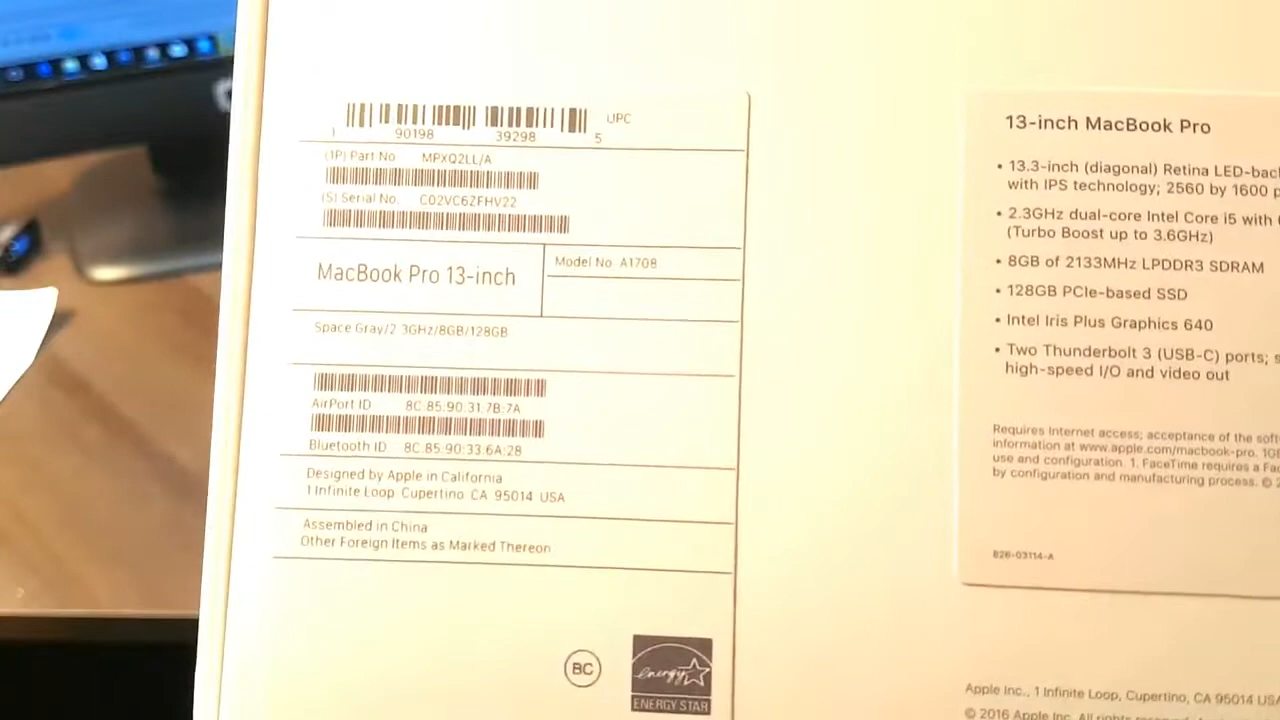 1 90198 39298 5 UPC
(1P) Part No MPXQ2LL/A
(S) Serial No. C02VC6ZFHV22
MacBook Pro 13-inch
Model No A1708
Space Gray/2 3GHz/8GB/128GB
AirPort ID 8C:85:90:31:7B:7A
Bluetooth ID 8C:85:90:33:6A:28
Designed by Apple in California
1 Infinite Loop Cupertino CA 95014 USA
Assembled in China
Other Foreign Items as Marked Thereon
BC
energy
ENERGY STAR
13-inch MacBook Pro
• 13.3-inch (diagonal) Retina LED-bac
with IPS technology; 2560 by 1600 p
• 2.3GHz dual-core Intel Core i5 with
(Turbo Boost up to 3.6GHz)
• 8GB of 2133MHz LPDDR3 SDRAM
• 128GB PCIe-based SSD
• Intel Iris Plus Graphics 640
• Two Thunderbolt 3 (USB-C) ports; s
high-speed I/O and video out
Requires Internet access; acceptance of the soft
information at www.apple.com/macbook-pro. 1GB
use and configuration. 1. FaceTime requires a Fac
by configuration and manufacturing process. © 2
826-03114-A
Apple Inc., 1 Infinite Loop, Cupertino, CA 95014 USA
© 2016 Apple Inc. All rights reserved.